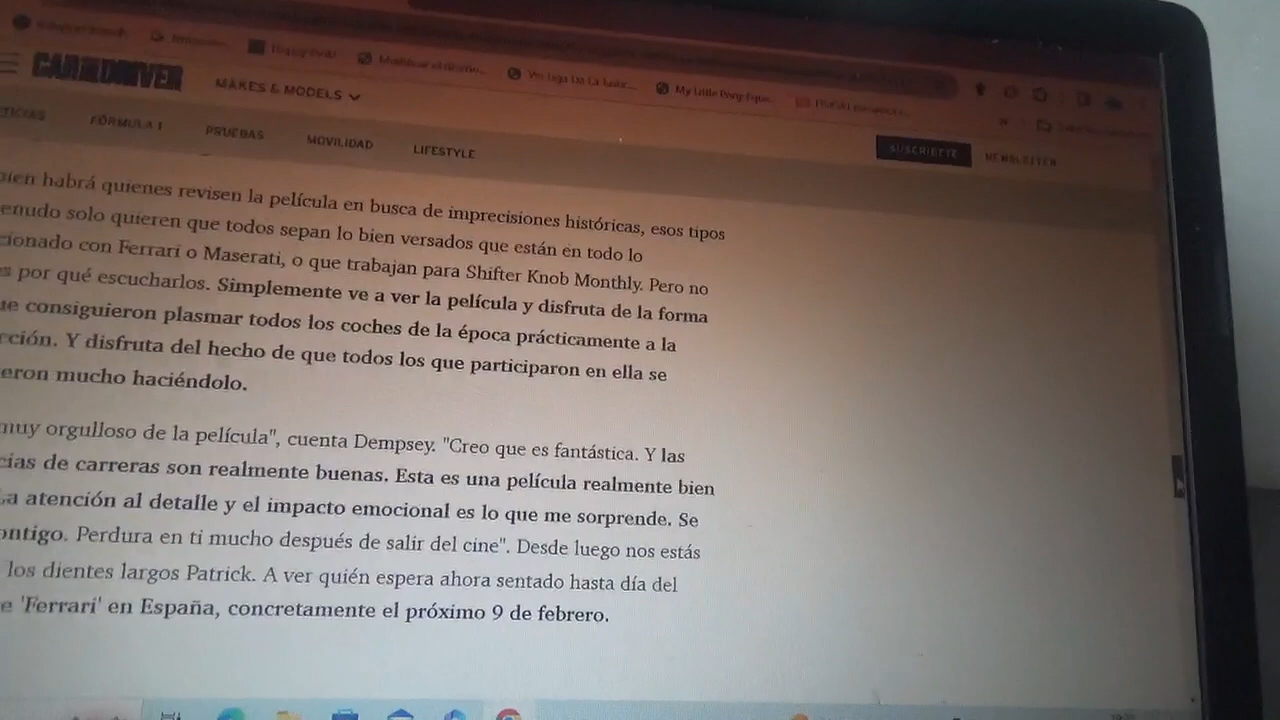 CAR AND DRIVER
MAKES & MODELS
FÓRMULA 1 PRUEBAS MOVILIDAD LIFESTYLE SUSCRÍBETE NEWSLETTER
habrá quienes revisen la película en busca de imprecisiones históricas, esos tipos
solo quieren que todos sepan lo bien versados que están en todo lo
con Ferrari o Maserati, o que trabajan para Shifter Knob Monthly. Pero no
por qué escucharlos. Simplemente ve a ver la película y disfruta de la forma
consiguieron plasmar todos los coches de la época prácticamente a la
cción. Y disfruta del hecho de que todos los que participaron en ella se
eron mucho haciéndolo.
muy orgulloso de la película", cuenta Dempsey. "Creo que es fantástica. Y las
cias de carreras son realmente buenas. Esta es una película realmente bien
La atención al detalle y el impacto emocional es lo que me sorprende. Se
ontigo. Perdura en ti mucho después de salir del cine". Desde luego nos estás
los dientes largos Patrick. A ver quién espera ahora sentado hasta día del
e 'Ferrari' en España, concretamente el próximo 9 de febrero.